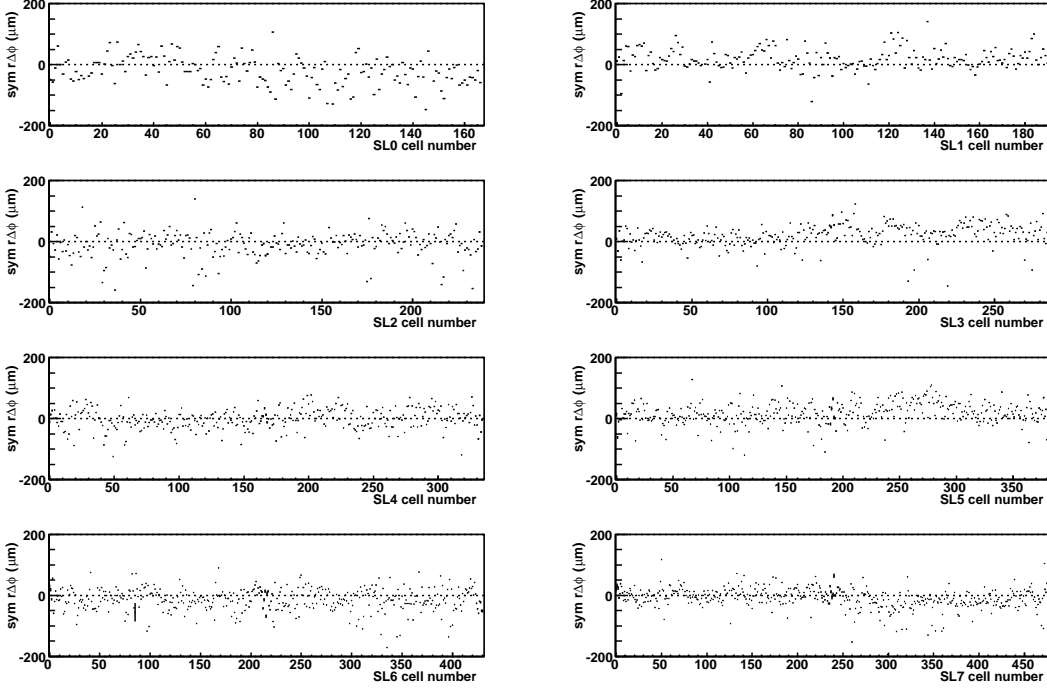 200
sym rΔϕ (μm)
0
-200
0 20 40 60 80 100 120 140 160
SL0 cell number
200
sym rΔϕ (μm)
0
-200
0 20 40 60 80 100 120 140 160 180
SL1 cell number
200
sym rΔϕ (μm)
0
-200
0 50 100 150 200
SL2 cell number
200
sym rΔϕ (μm)
0
-200
0 50 100 150 200 250
SL3 cell number
200
sym rΔϕ (μm)
0
-200
0 50 100 150 200 250 300
SL4 cell number
200
sym rΔϕ (μm)
0
-200
0 50 100 150 200 250 300 350
SL5 cell number
200
sym rΔϕ (μm)
0
-200
0 50 100 150 200 250 300 350 400
SL6 cell number
200
sym rΔϕ (μm)
0
-200
0 50 100 150 200 250 300 350 400 450
SL7 cell number